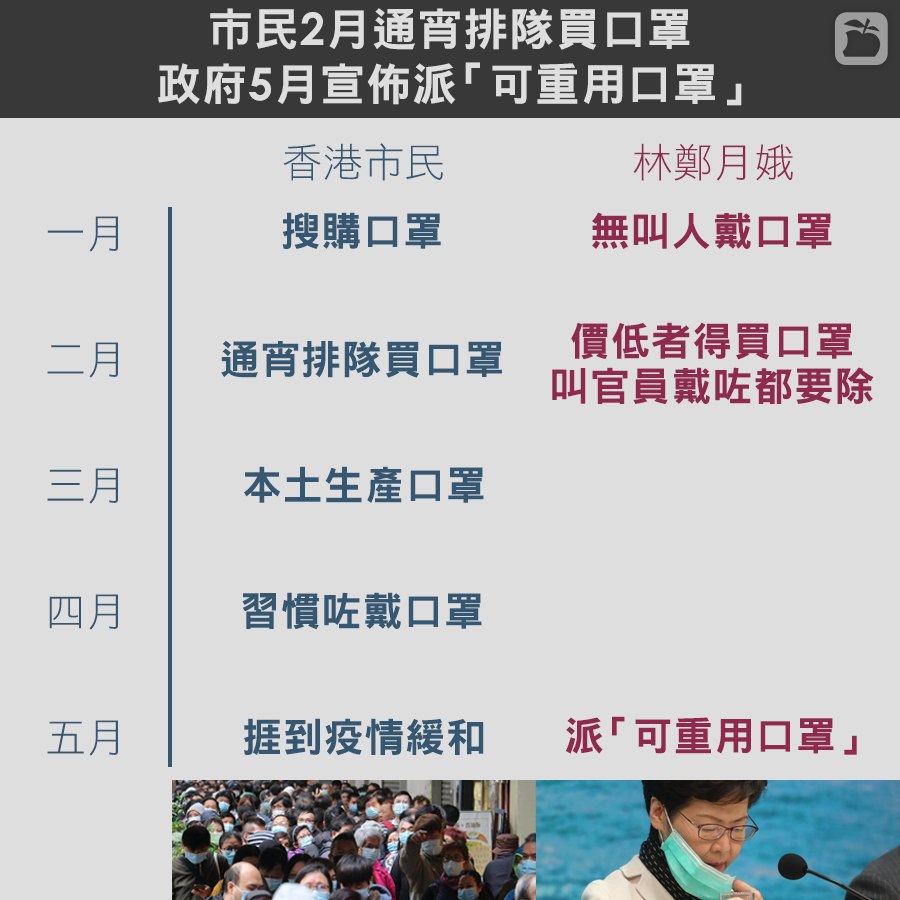 市民2月通宵排隊買口罩
政府5月宣佈派「可重用口罩」
香港市民
林鄭月娥
一月
搜購口罩
無叫人戴口罩
二月
通宵排隊買口罩
價低者得買口罩
叫官員戴咗都要除
三月
本土生產口罩
四月
習慣咗戴口罩
五月
捱到疫情緩和
派「可重用口罩」